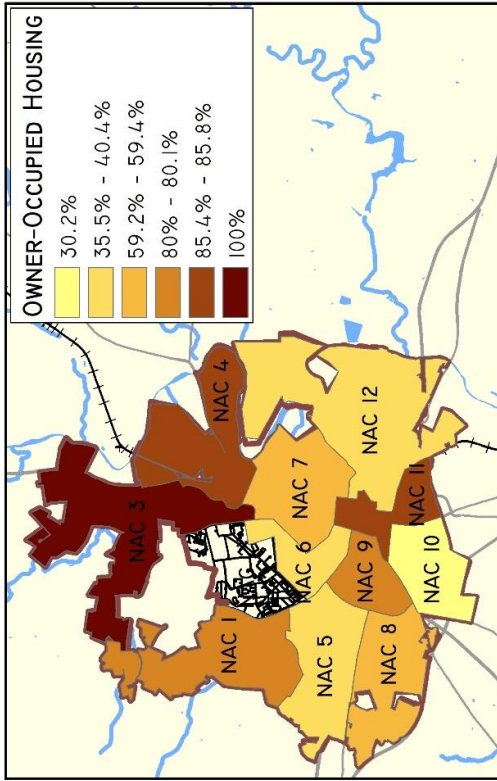 OWNER-OCCUPIED HOUSING
30.2%
35.5% - 40.4%
59.2% - 59.4%
80% - 80.1%
85.4% - 85.8%
100%
NAC 3
NAC 4
NAC 1
NAC 7
NAC 6
NAC 12
NAC 5
NAC 9
NAC 11
NAC 8
NAC 10